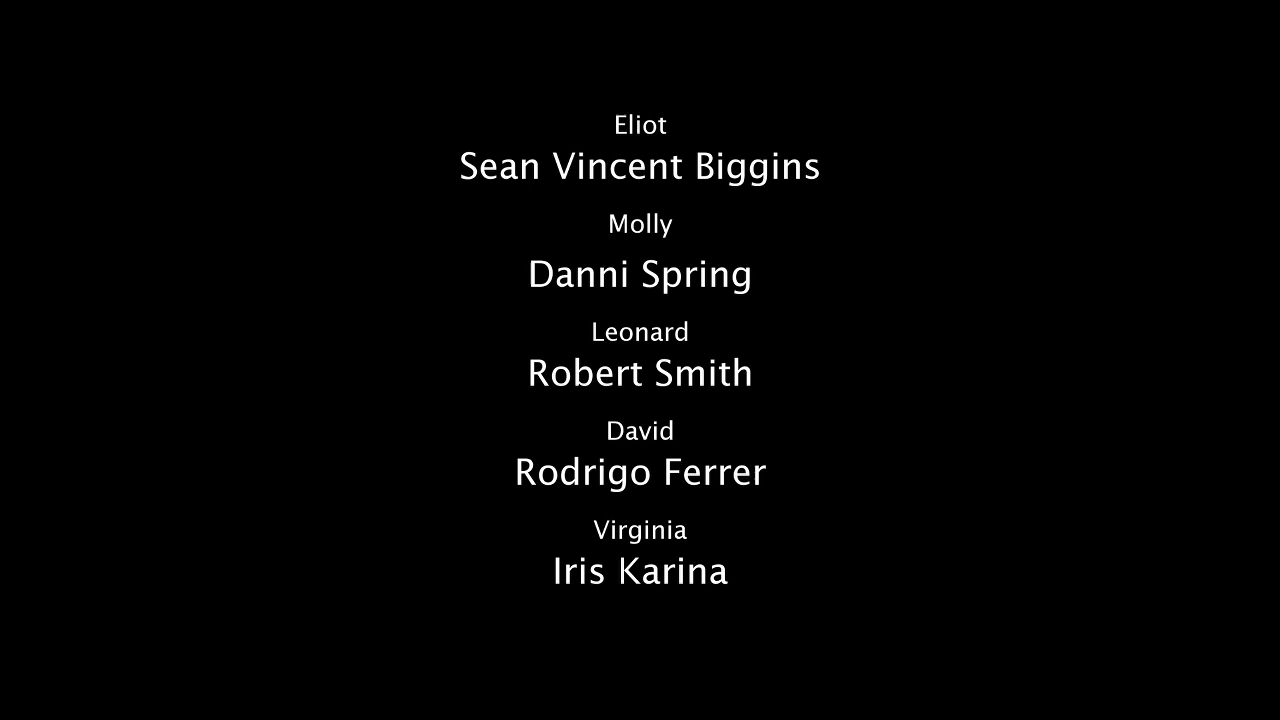 Eliot
Sean Vincent Biggins
Molly
Danni Spring
Leonard
Robert Smith
David
Rodrigo Ferrer
Virginia
Iris Karina